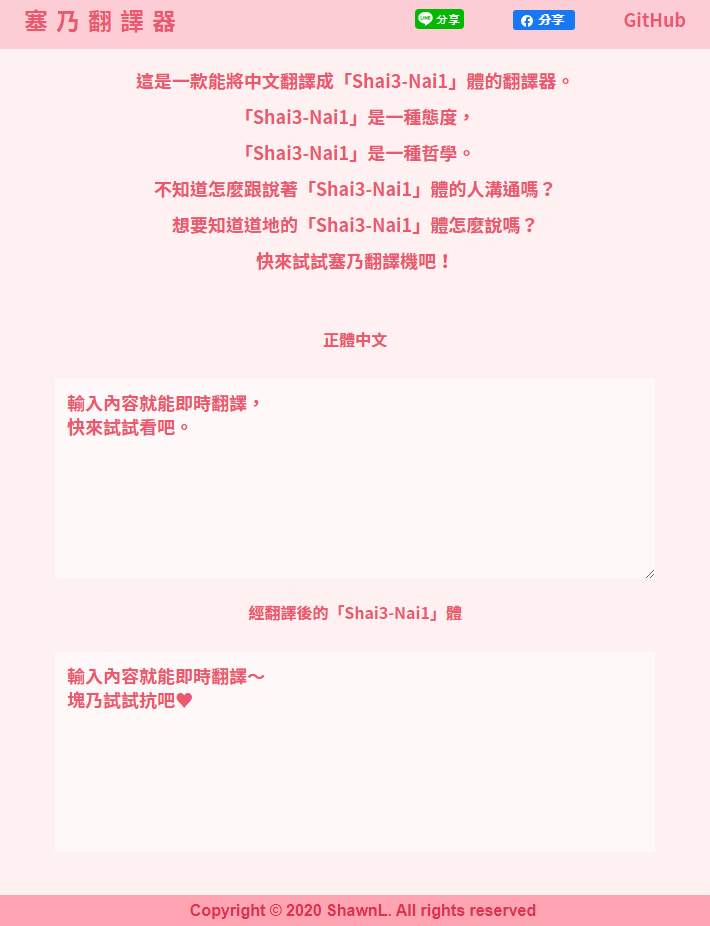 塞乃翻譯器
LINE 分享
分享
GitHub
這是一款能將中文翻譯成「Shai3-Nai1」體的翻譯器。
「Shai3-Nai1」是一種態度，
「Shai3-Nai1」是一種哲學。
不知道怎麼跟說著「Shai3-Nai1」體的人溝通嗎？
想要知道道地的「Shai3-Nai1」體怎麼說嗎？
快來試試塞乃翻譯機吧！
正體中文
輸入內容就能即時翻譯，
快來試試看吧。
經翻譯後的「Shai3-Nai1」體
輸入內容就能即時翻譯～
塊乃試試抗吧♥
Copyright © 2020 ShawnL. All rights reserved